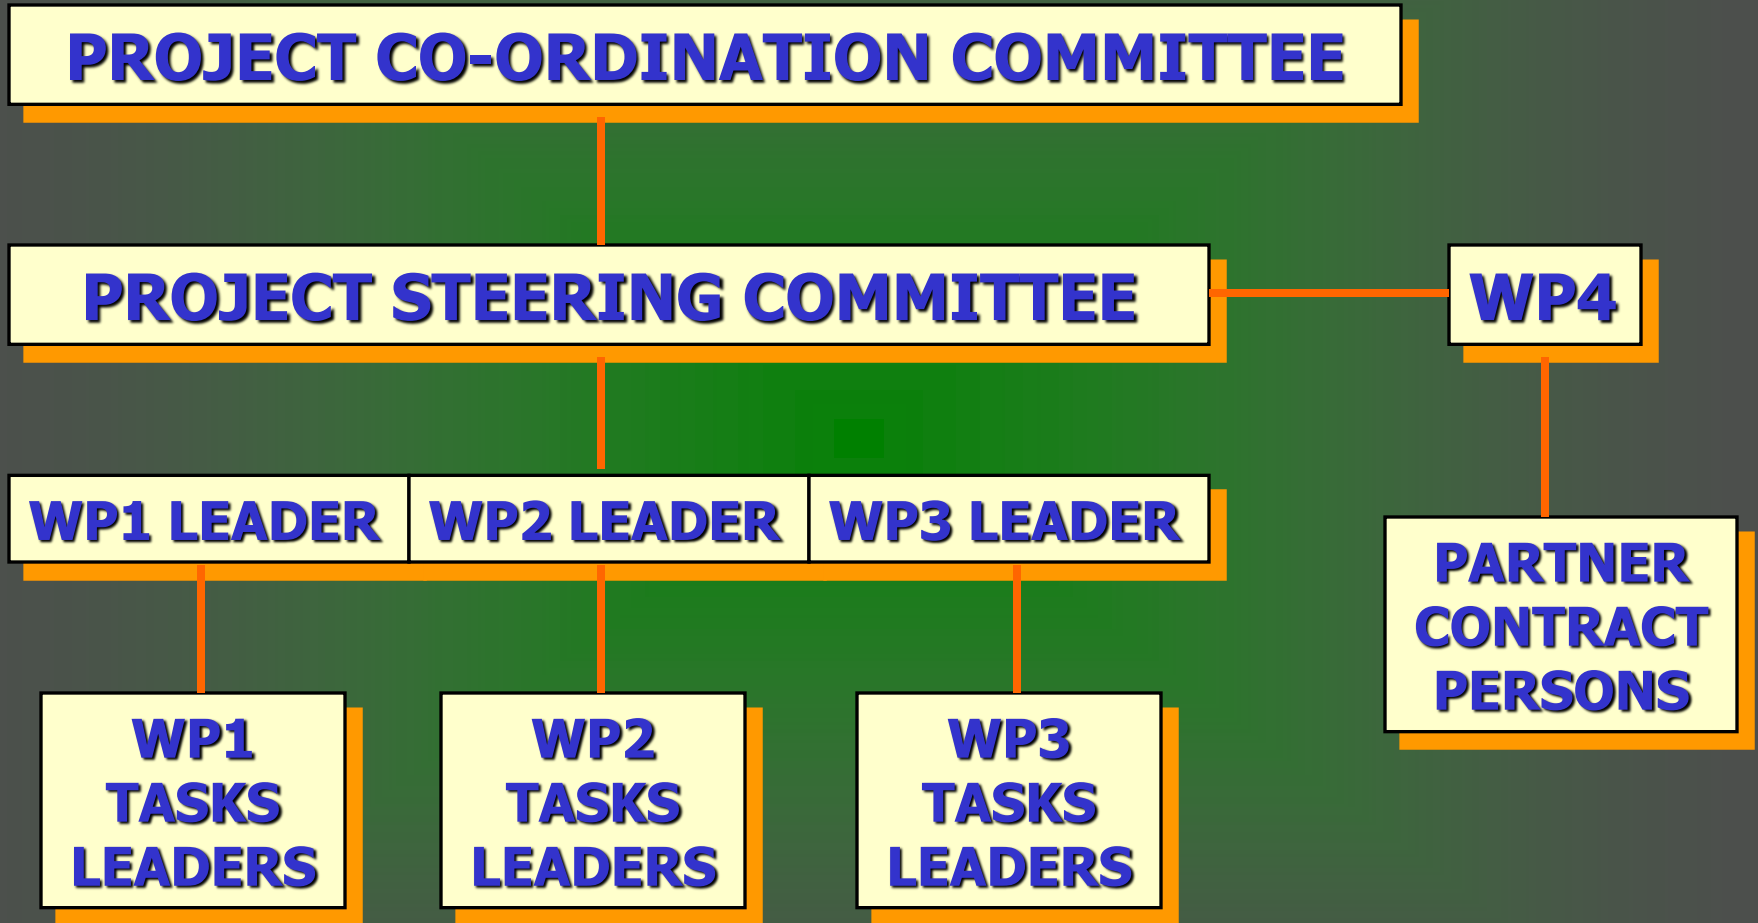 PROJECT CO-ORDINATION COMMITTEE
PROJECT STEERING COMMITTEE
WP4
WP1 LEADER
WP2 LEADER
WP3 LEADER
PARTNER
CONTRACT
PERSONS
WP1
TASKS
LEADERS
WP2
TASKS
LEADERS
WP3
TASKS
LEADERS